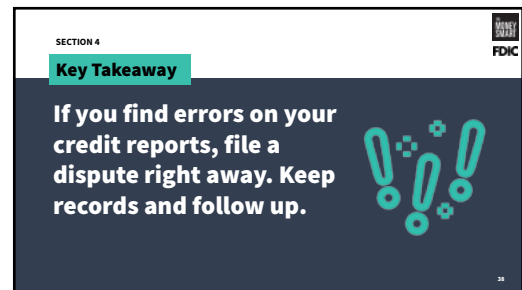 MONEY
SMART
FDIC
SECTION 4
Key Takeaway
If you find errors on your
credit reports, file a
dispute right away. Keep
records and follow up.
38